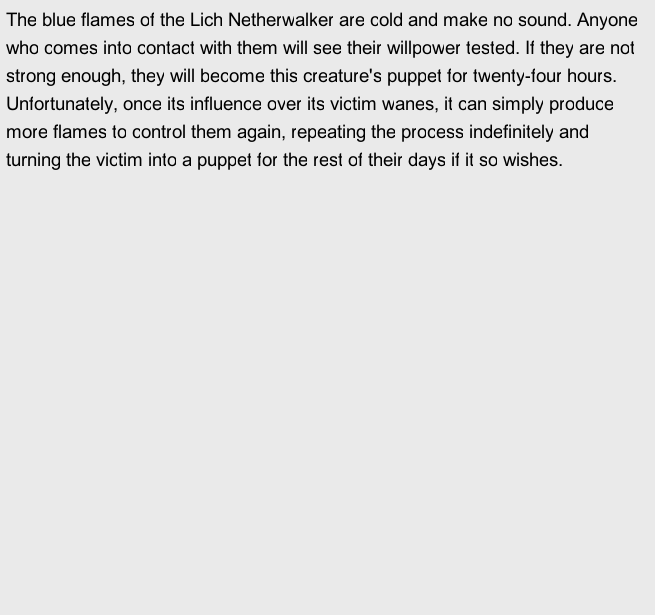 The blue flames of the Lich Netherwalker are cold and make no sound. Anyone
who comes into contact with them will see their willpower tested. If they are not
strong enough, they will become this creature's puppet for twenty-four hours.
Unfortunately, once its influence over its victim wanes, it can simply produce
more flames to control them again, repeating the process indefinitely and
turning the victim into a puppet for the rest of their days if it so wishes.